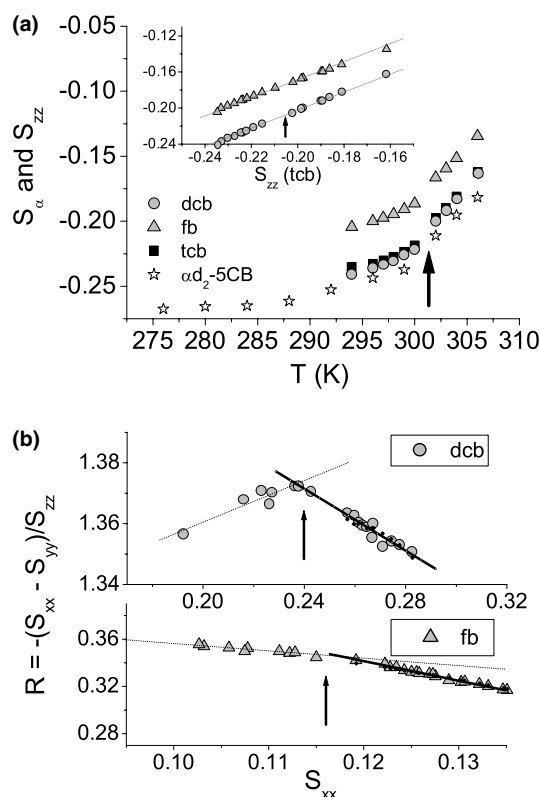 (a)
-0.12
-0.16
-0.20
-0.24
-0.24 -0.22 -0.20 -0.18 -0.16
S_zz (tcb)
-0.05
-0.10
-0.15
-0.20
-0.25
S_α and S_zz
dcb
fb
tcb
αd₂-5CB
275 280 285 290 295 300 305 310
T (K)
(b)
dcb
1.38
1.36
1.34
0.20 0.24 0.28 0.32
R = -(S_xx - S_yy)/S_zz
fb
0.36
0.32
0.28
0.10 0.11 0.12 0.13
S_xx